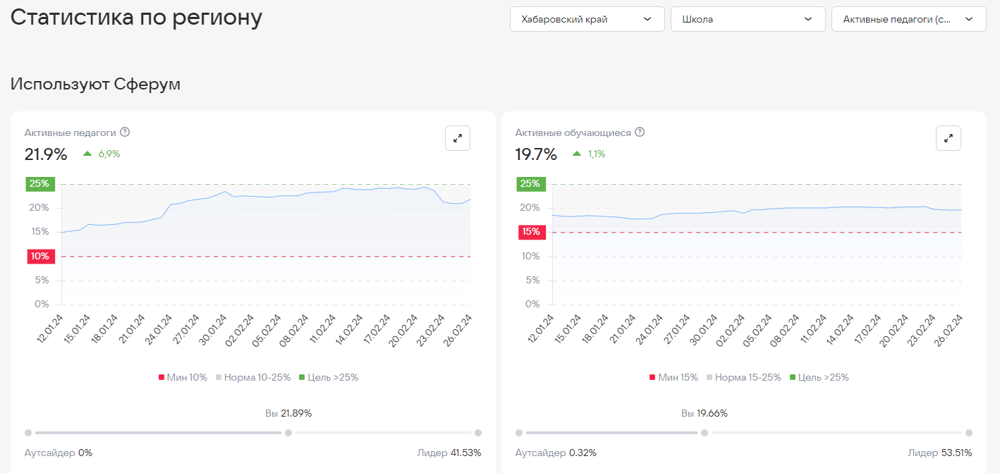 Статистика по региону
Хабаровский край
Школа
Активные педагоги (с...
Используют Сферум
Активные педагоги ?
21.9% 6,9%
25%
20%
15%
10%
5%
0%
12.01.24 15.01.24 18.01.24 21.01.24 24.01.24 27.01.24 30.01.24 02.02.24 05.02.24 08.02.24 11.02.24 14.02.24 17.02.24 20.02.24 23.02.24 26.02.24
Мин 10% Норма 10-25% Цель >25%
Вы 21.89%
Аутсайдер 0% Лидер 41.53%
Активные обучающиеся ?
19.7% 1,1%
25%
20%
15%
10%
5%
0%
12.01.24 15.01.24 18.01.24 21.01.24 24.01.24 27.01.24 30.01.24 02.02.24 05.02.24 08.02.24 11.02.24 14.02.24 17.02.24 20.02.24 23.02.24 26.02.24
Мин 15% Норма 15-25% Цель >25%
Вы 19.66%
Аутсайдер 0.32% Лидер 53.51%